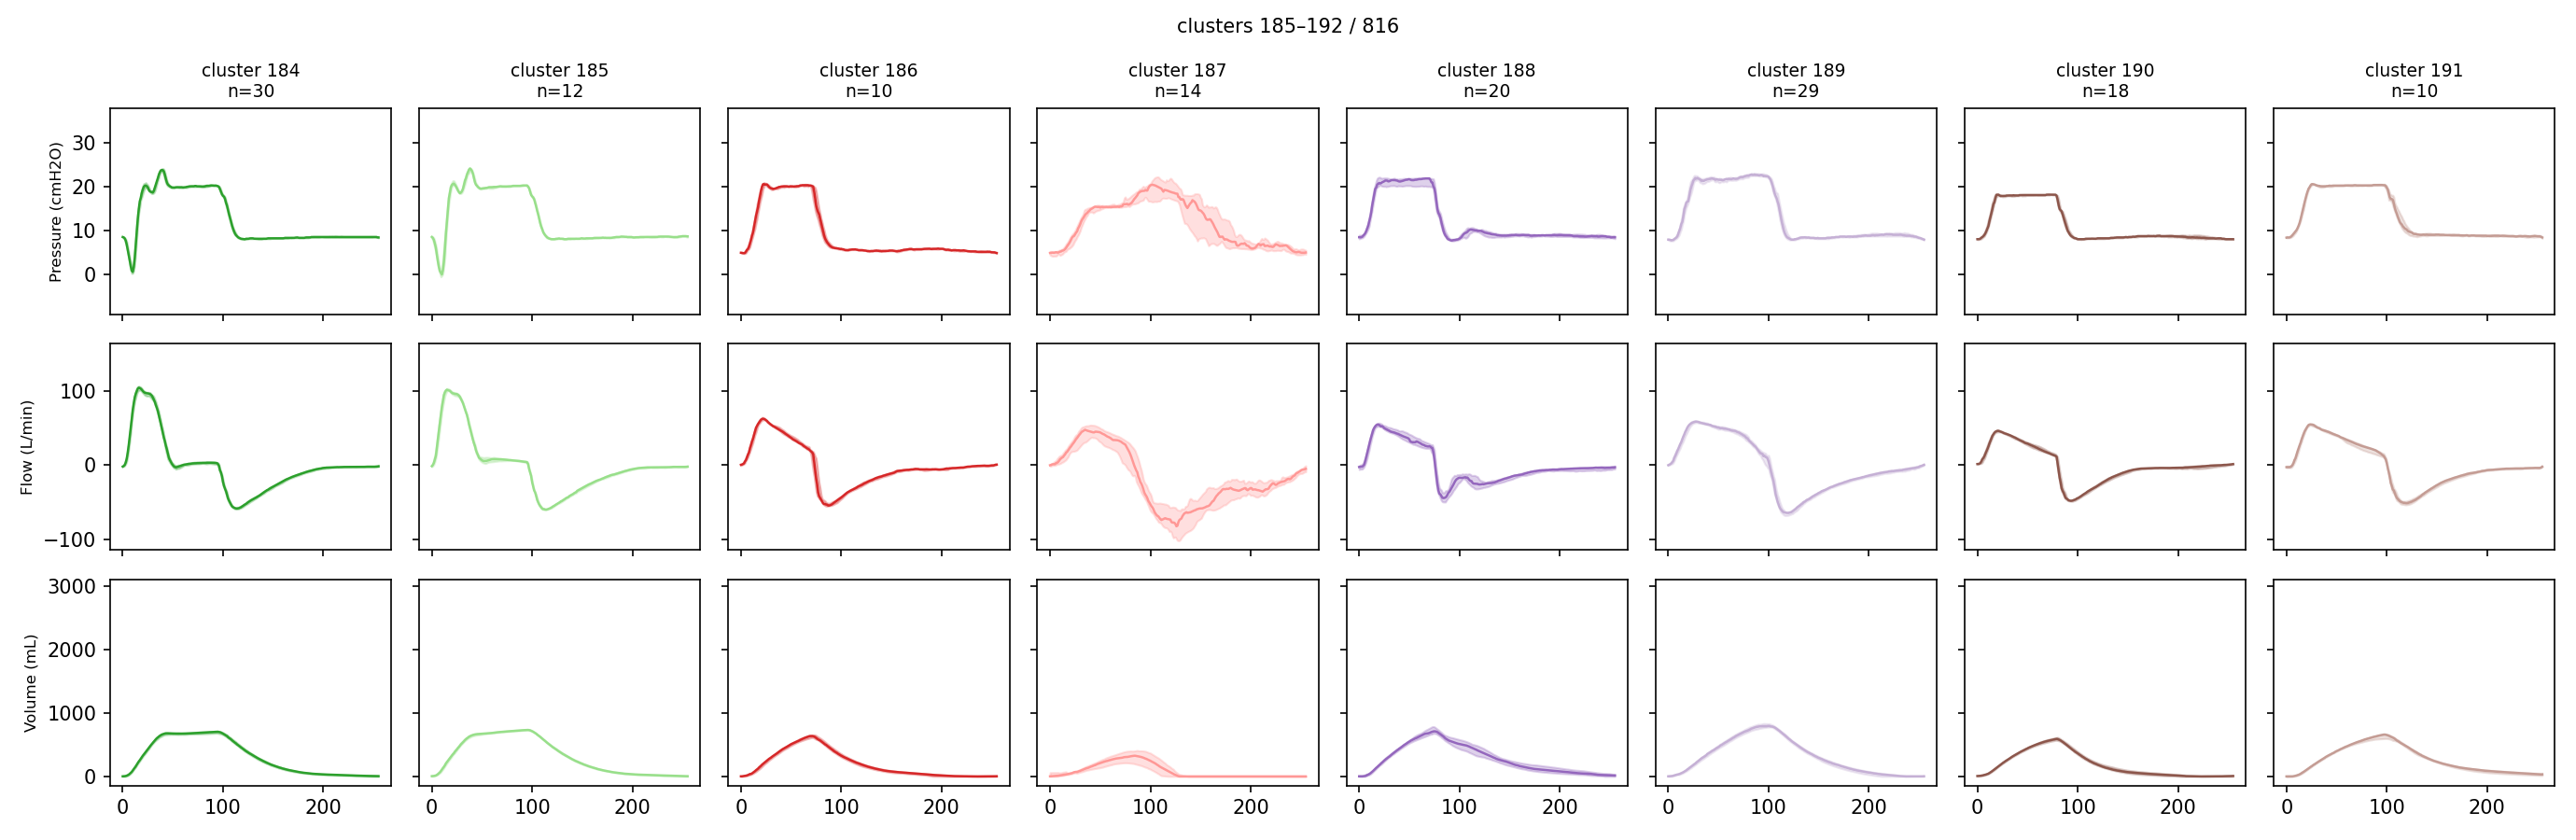 clusters 185–192 / 816
cluster 184
n=30
cluster 185
n=12
cluster 186
n=10
cluster 187
n=14
cluster 188
n=20
cluster 189
n=29
cluster 190
n=18
cluster 191
n=10
Pressure (cmH2O)
30
20
10
0
Flow (L/min)
100
0
−100
Volume (mL)
3000
2000
1000
0
0 100 200
0 100 200
0 100 200
0 100 200
0 100 200
0 100 200
0 100 200
0 100 200